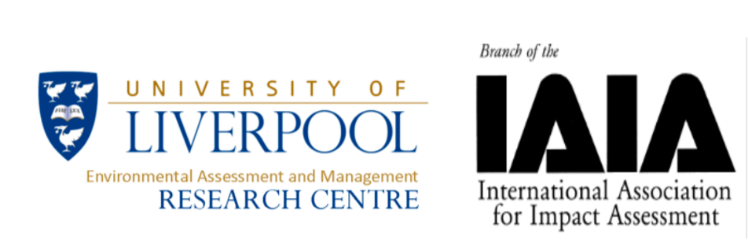 UNIVERSITY OF
LIVERPOOL
Environmental Assessment and Management
RESEARCH CENTRE
Branch of the
IAIA
International Association
for Impact Assessment